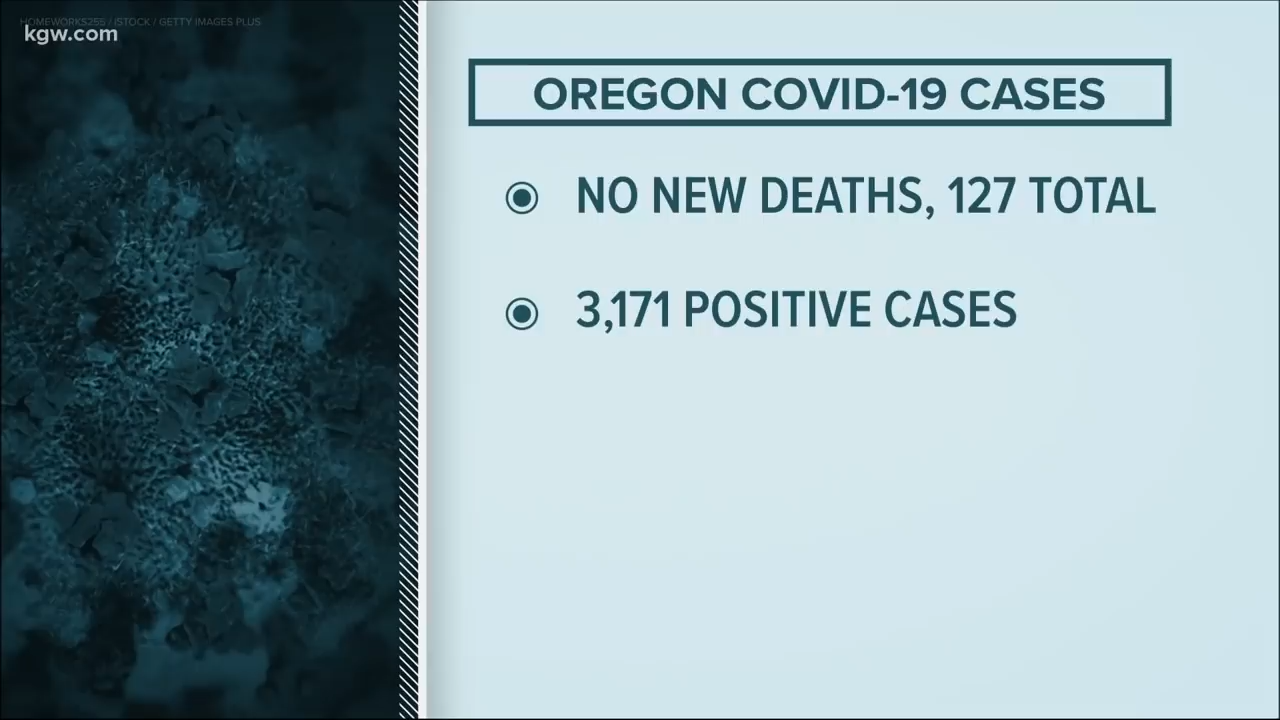 HOMEWORKS255 / iSTOCK / GETTY IMAGES PLUS
kgw.com
OREGON COVID-19 CASES
NO NEW DEATHS, 127 TOTAL
3,171 POSITIVE CASES